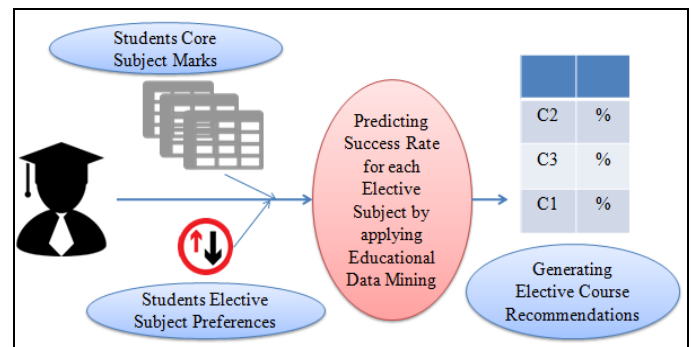 Students Core
Subject Marks
Students Elective
Subject Preferences
Predicting
Success Rate
for each
Elective
Subject by
applying
Educational
Data Mining
C2 %
C3 %
C1 %
Generating
Elective Course
Recommendations